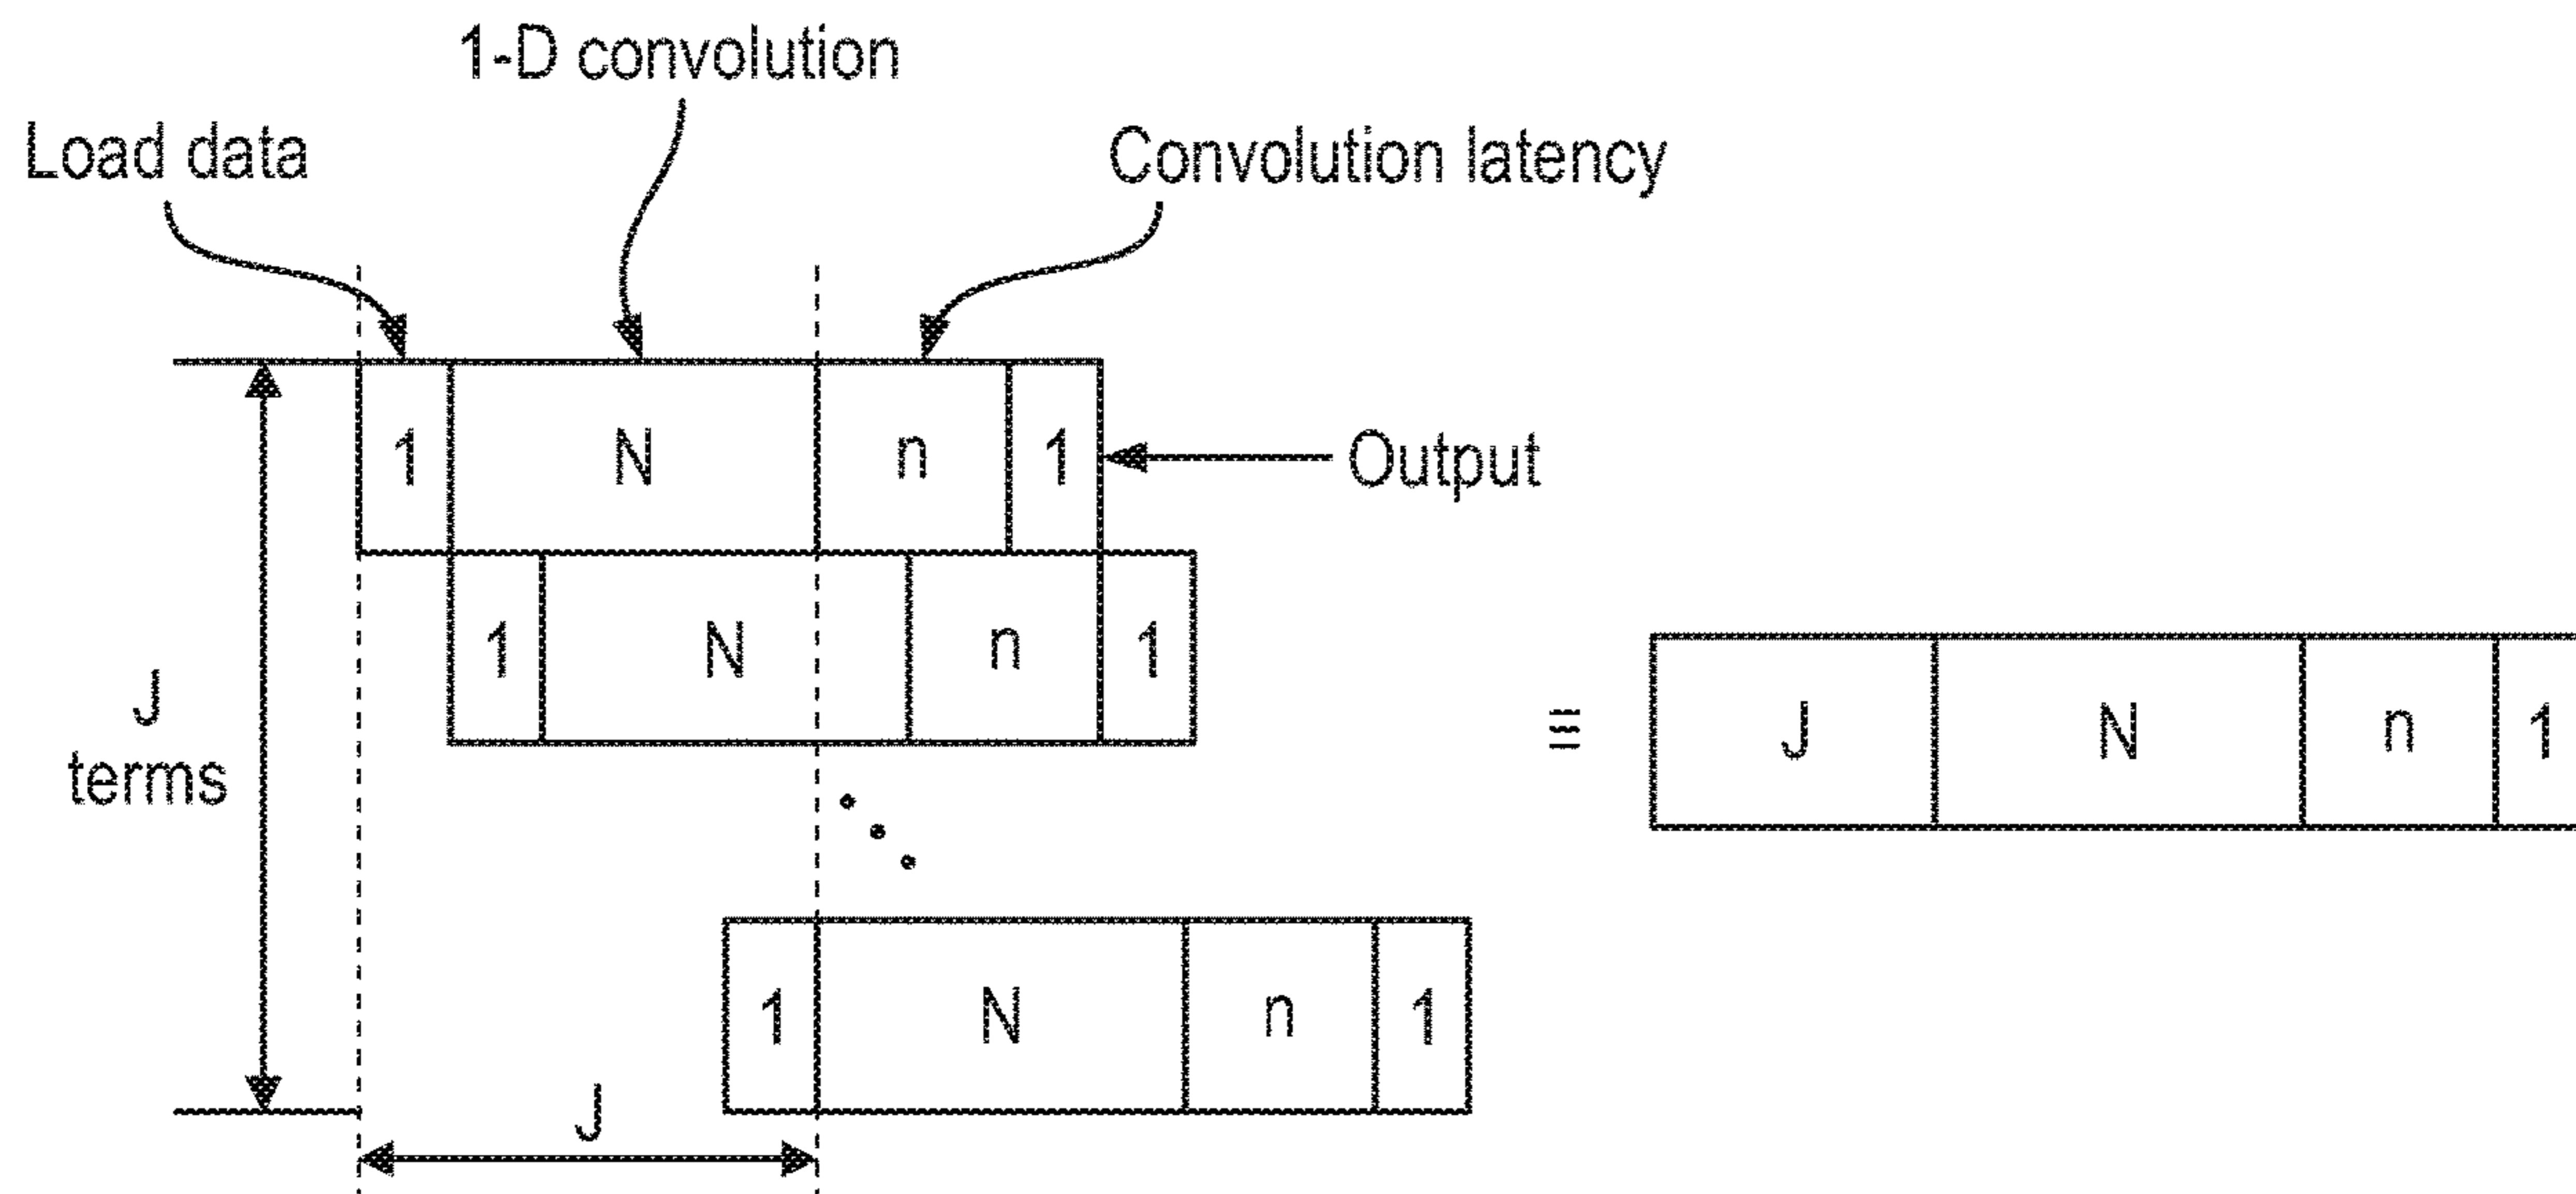 1-D convolution
Load data
Convolution latency
1 N n 1
Output
1 N n 1
J
terms
≡
J N n 1
1 N n 1
J